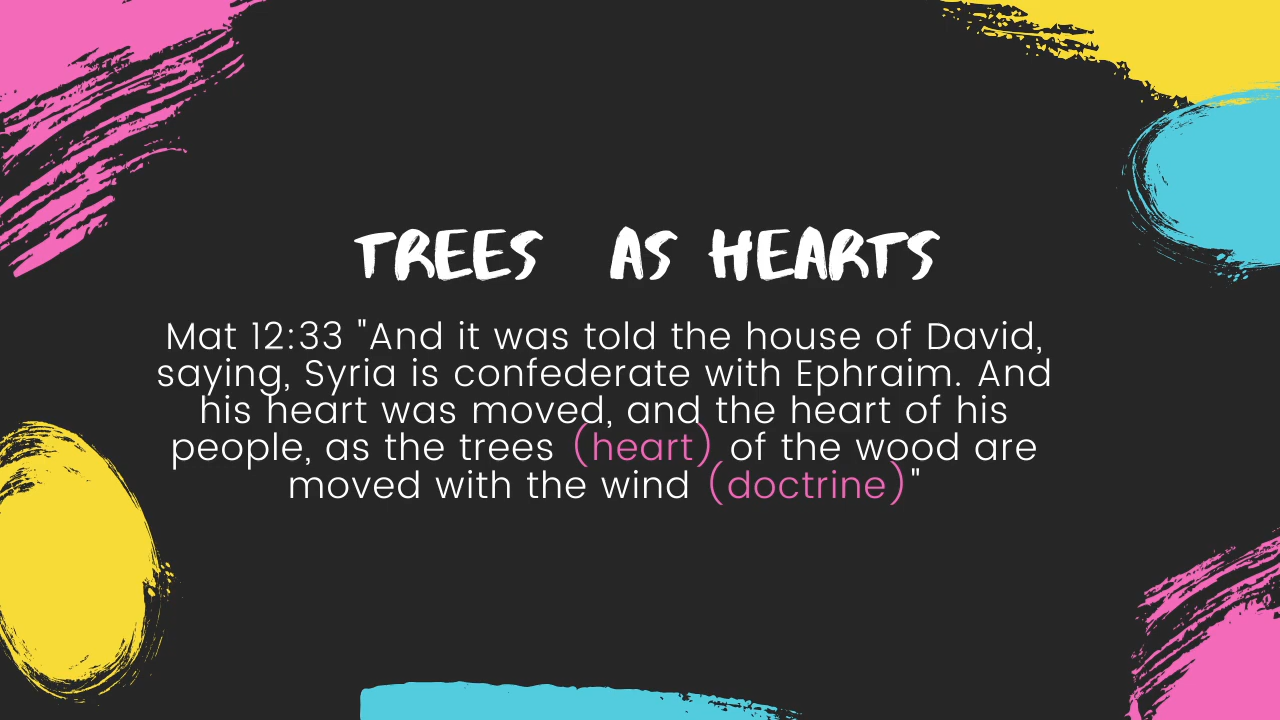 TREES AS HEARTS
Mat 12:33 "And it was told the house of David,
saying, Syria is confederate with Ephraim. And
his heart was moved, and the heart of his
people, as the trees (heart) of the wood are
moved with the wind (doctrine)"